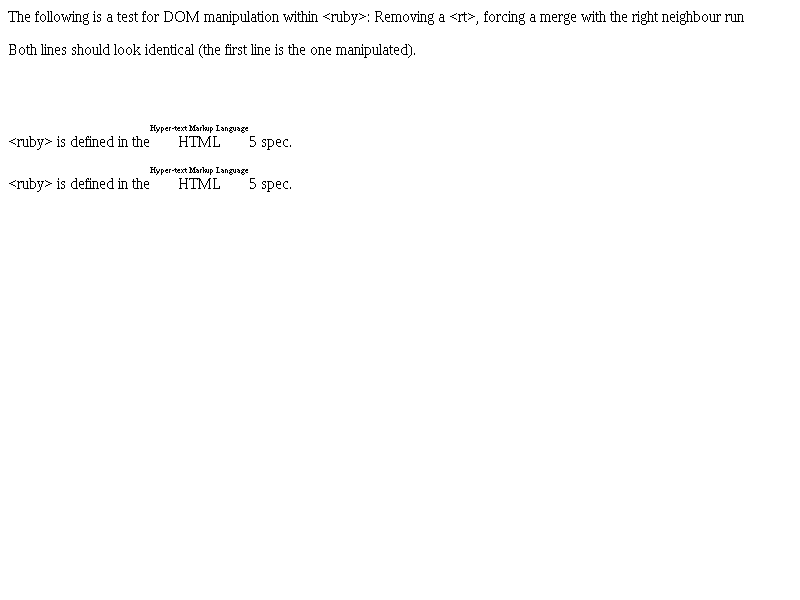 The following is a test for DOM manipulation within <ruby>: Removing a <rt>, forcing a merge with the right neighbour run
Both lines should look identical (the first line is the one manipulated).
Hyper-text Markup Language
<ruby> is defined in the HTML 5 spec.
Hyper-text Markup Language
<ruby> is defined in the HTML 5 spec.